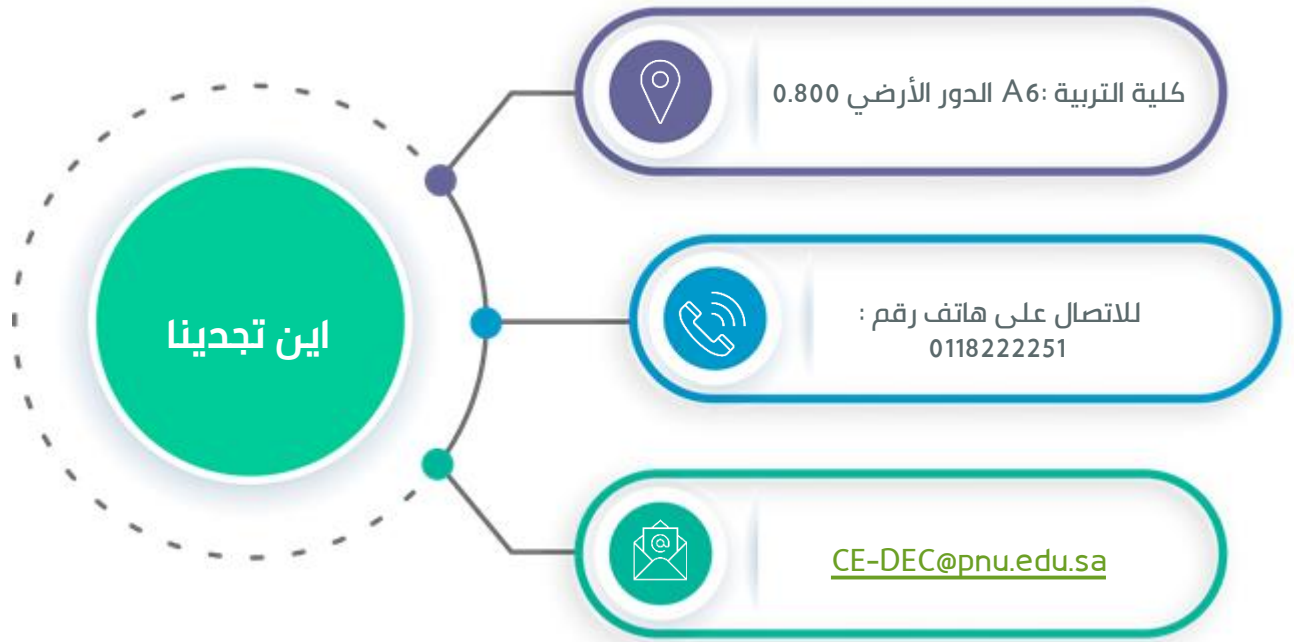 اين تجدينا
كلية التربية :A6 الدور الأرضي 0.800
للاتصال على هاتف رقم :
0118222251
CE-DEC@pnu.edu.sa